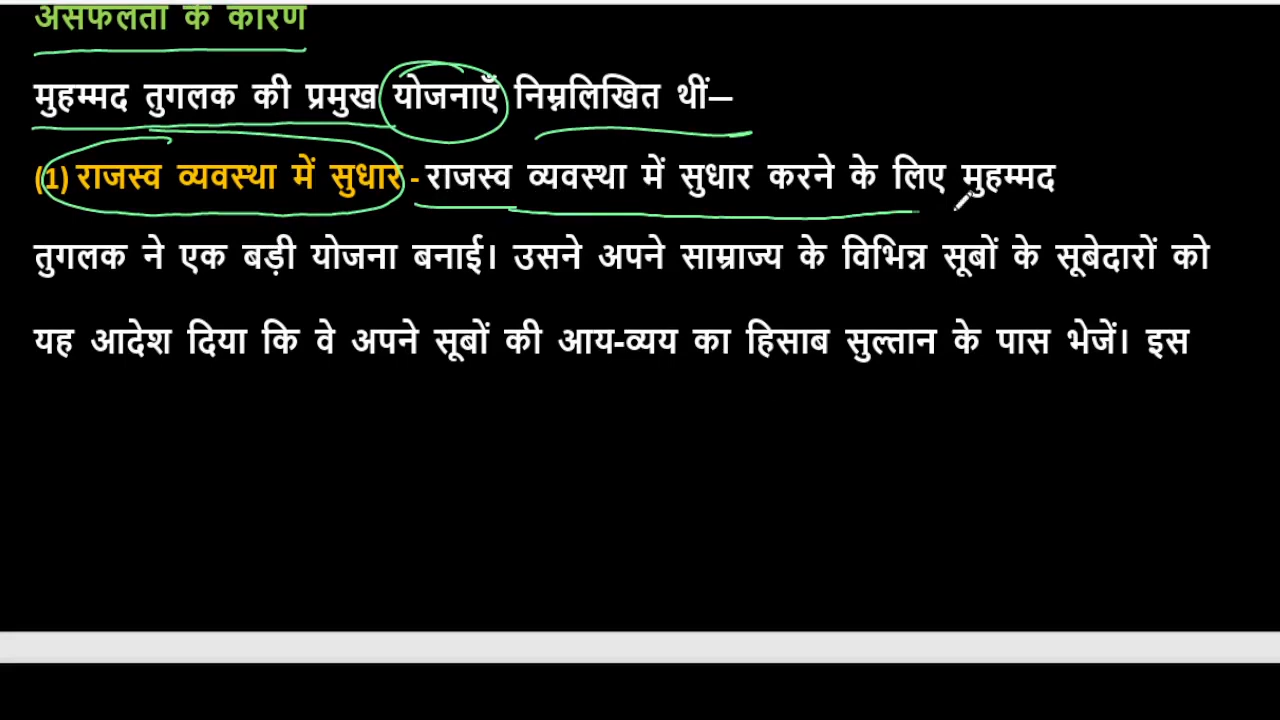 असफलता के कारण
मुहम्मद तुगलक की प्रमुख योजनाएँ निम्नलिखित थीं—
(1) राजस्व व्यवस्था में सुधार - राजस्व व्यवस्था में सुधार करने के लिए मुहम्मद
तुगलक ने एक बड़ी योजना बनाई। उसने अपने साम्राज्य के विभिन्न सूबों के सूबेदारों को
यह आदेश दिया कि वे अपने सूबों की आय-व्यय का हिसाब सुल्तान के पास भेजें। इस